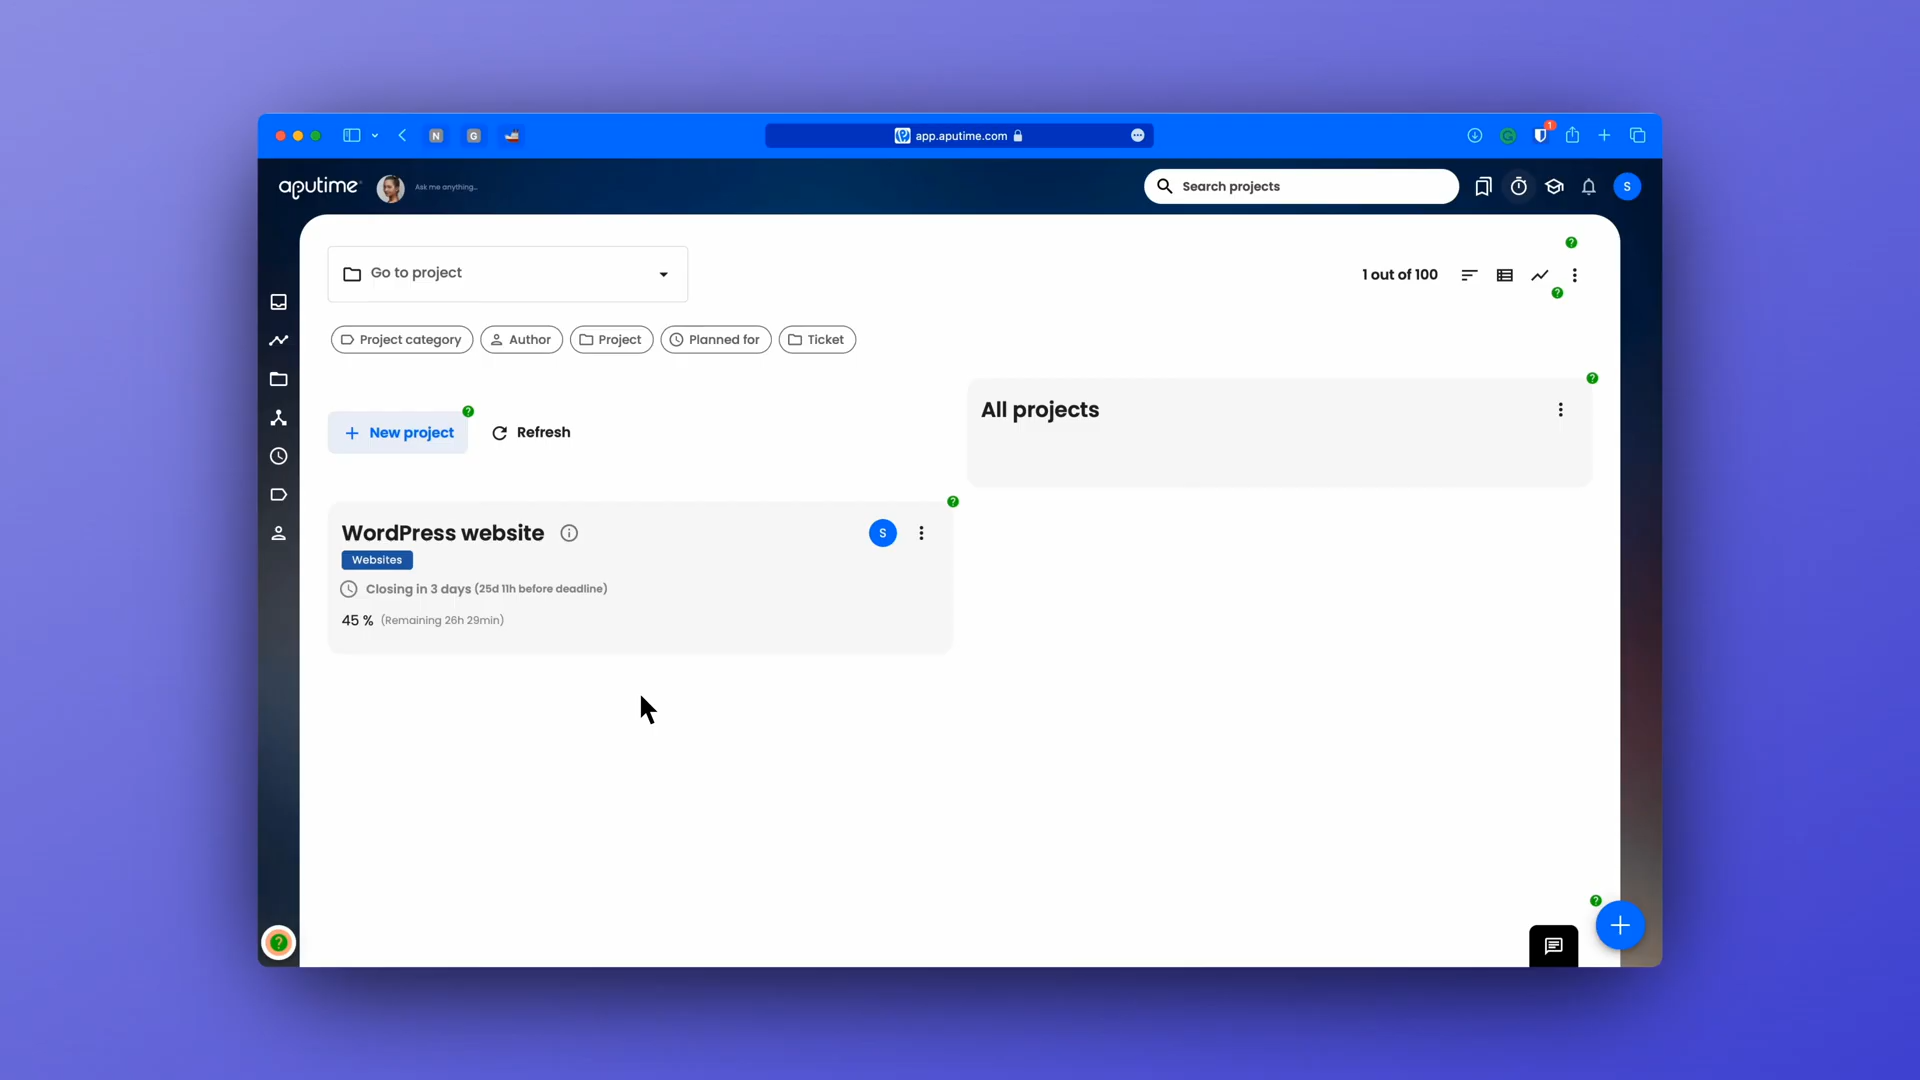 N
G
app.aputime.com
1
aputime
Ask me anything...
Search projects
S
Go to project
1 out of 100
Project category
Author
Project
Planned for
Ticket
All projects
New project
Refresh
WordPress website
S
Websites
Closing in 3 days (25d 11h before deadline)
45 % (Remaining 26h 29min)